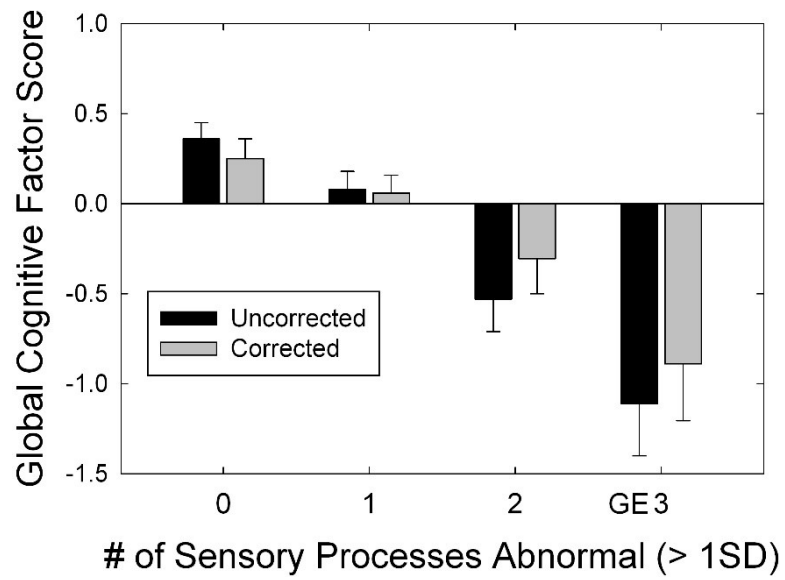 Global Cognitive Factor Score
1.0
0.5
0.0
-0.5
-1.0
-1.5
Uncorrected
Corrected
0 1 2 GE 3
# of Sensory Processes Abnormal (> 1SD)